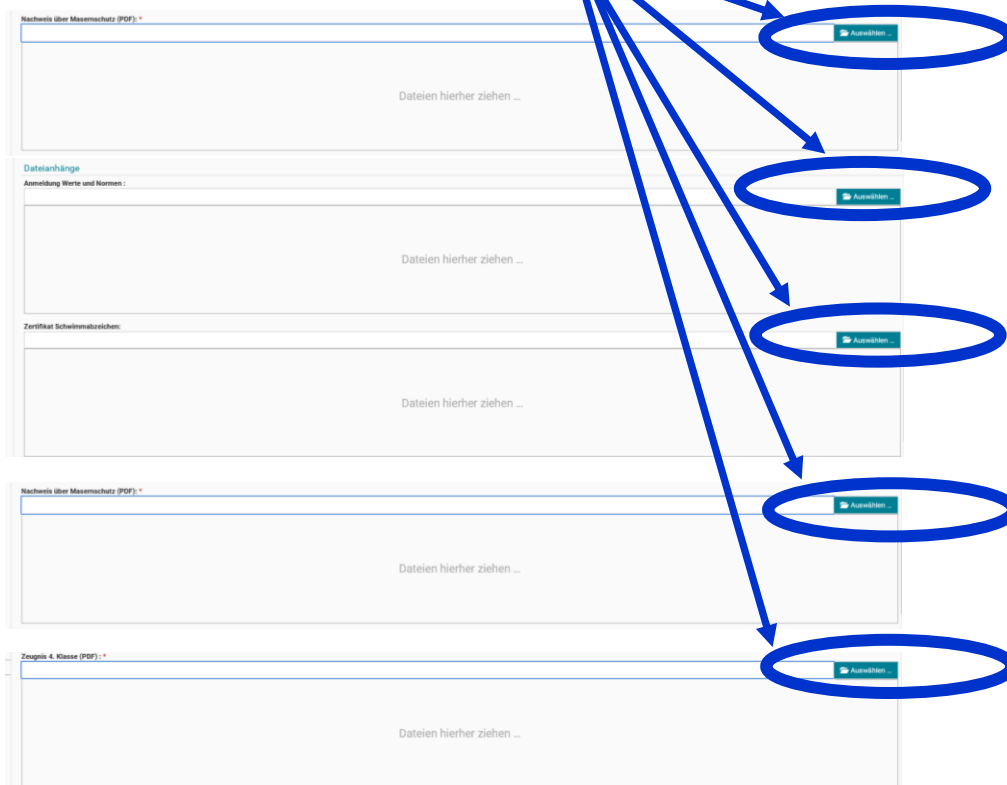 Nachweis über Masernschutz (PDF): *
Auswählen ...
Dateien hierher ziehen ...
Dateianhänge
Anmeldung Werte und Normen :
Auswählen ...
Dateien hierher ziehen ...
Zertifikat Schwimmabzeichen:
Auswählen ...
Dateien hierher ziehen ...
Nachweis über Masernschutz (PDF): *
Auswählen ...
Dateien hierher ziehen ...
Zeugnis 4. Klasse (PDF) : *
Auswählen ...
Dateien hierher ziehen ...